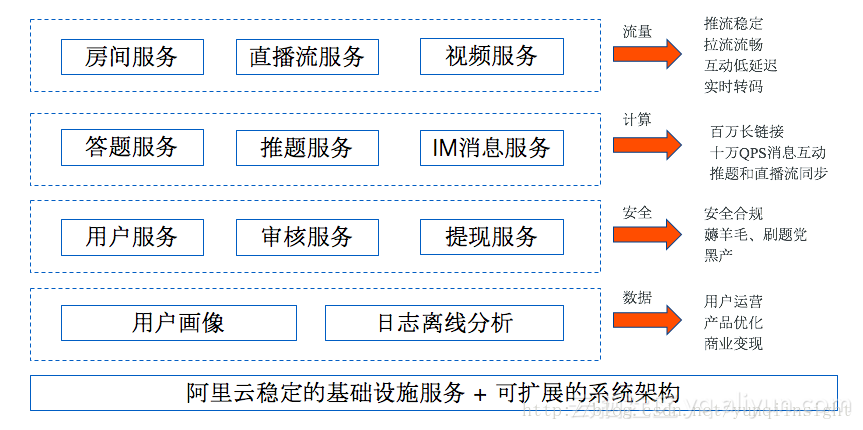 房间服务
直播流服务
视频服务
流量
推流稳定
拉流流畅
互动低延迟
实时转码
答题服务
推题服务
IM消息服务
计算
百万长链接
十万QPS消息互动
推题和直播流同步
用户服务
审核服务
提现服务
安全
安全合规
薅羊毛、刷题党
黑产
用户画像
日志离线分析
数据
用户运营
产品优化
商业变现
阿里云稳定的基础设施服务 + 可扩展的系统架构